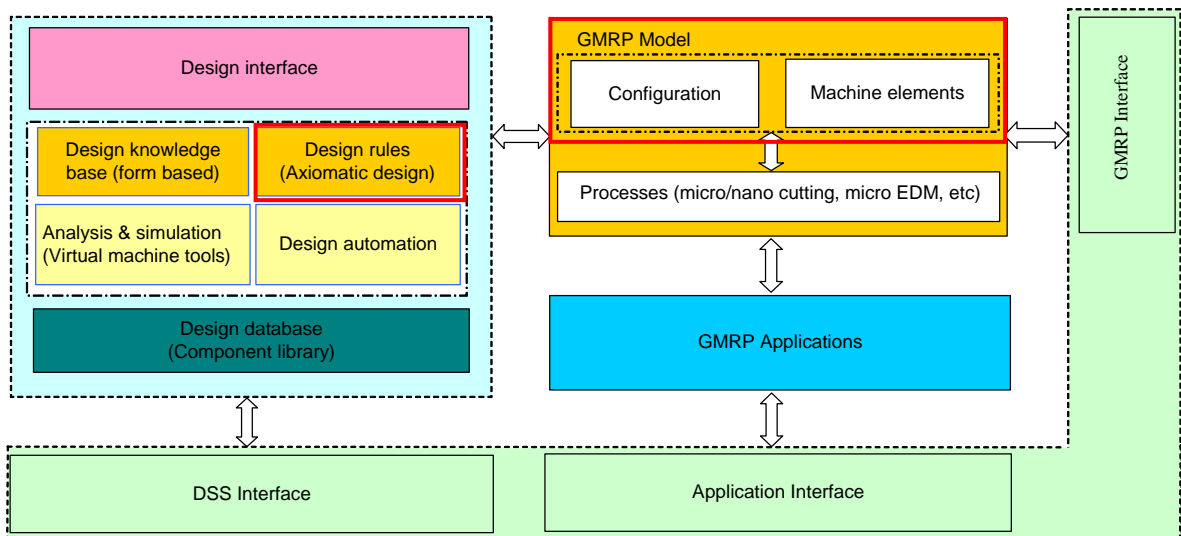 Design interface
Design knowledge
base (form based)
Design rules
(Axiomatic design)
Analysis & simulation
(Virtual machine tools)
Design automation
Design database
(Component library)
GMRP Model
Configuration
Machine elements
Processes (micro/nano cutting, micro EDM, etc)
GMRP Applications
GMRP Interface
DSS Interface
Application Interface